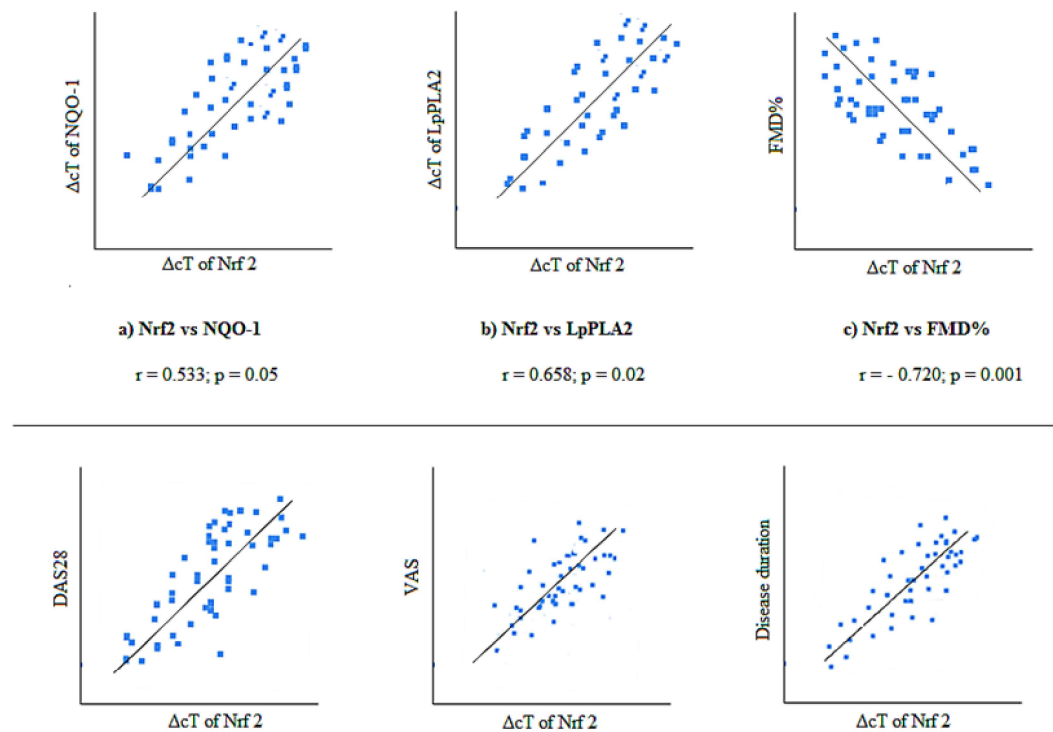 ΔcT of NQO-1
ΔcT of Nrf 2
ΔcT of LpPLA2
ΔcT of Nrf 2
FMD%
ΔcT of Nrf 2
a) Nrf2 vs NQO-1
b) Nrf2 vs LpPLA2
c) Nrf2 vs FMD%
r = 0.533; p = 0.05
r = 0.658; p = 0.02
r = - 0.720; p = 0.001
DAS28
ΔcT of Nrf 2
VAS
ΔcT of Nrf 2
Disease duration
ΔcT of Nrf 2